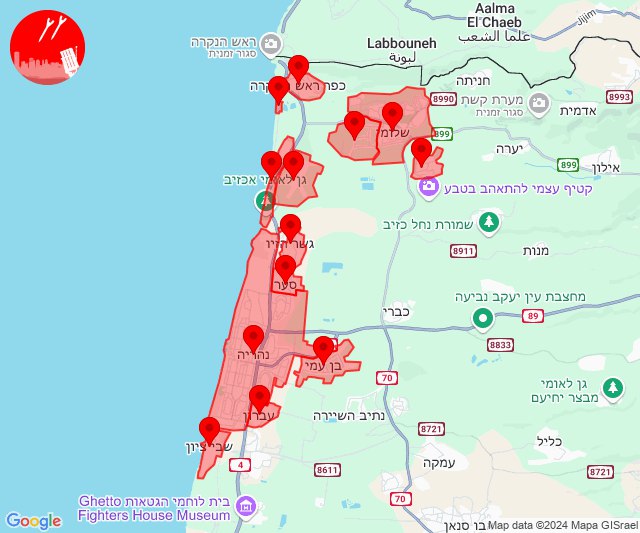 Aalma
El Chaeb
علما الشعب
Jijim
ראש הנקרה
סגור זמנית
Labbouneh
לבונה
חניתה
כפר ראש הנקרה
8990
מערת קשת
סגור זמנית
אדמית
8993
שלומי
899
יערה
899
אילון
גן לאומי אכזיב
קטיף עצמי להתאהב בטבע
שמורת נחל כזיב
גשר הזיו
8911
מנות
סער
מחצבת עין יעקב נביעה
כברי
89
8833
נהריה
בן עמי
70
גן לאומי
מבצר יחיעם
עברון
נתיב השיירה
8721
כליל
שבי ציון
4
8611
עמקה
8721
70
בית לוחמי הגטאות Ghetto
Fighters House Museum
בו סנאן
Google
Map data ©2024 Mapa GISrael